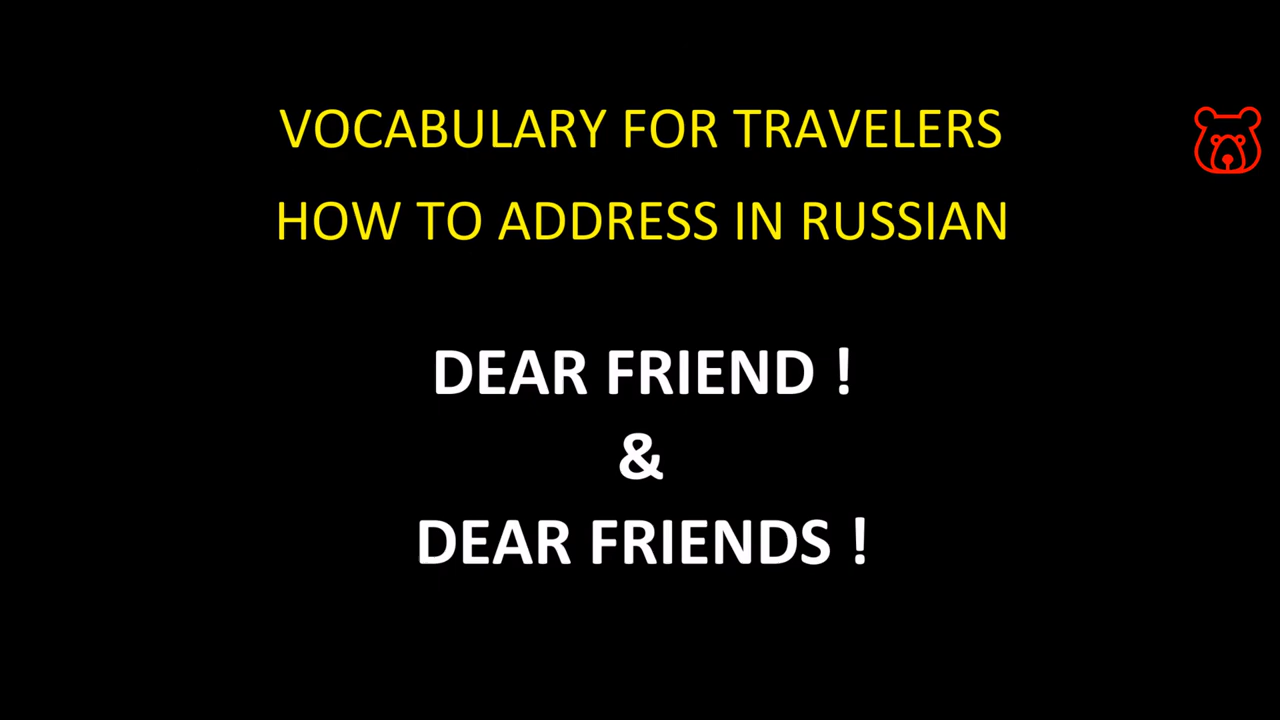 VOCABULARY FOR TRAVELERS
HOW TO ADDRESS IN RUSSIAN
DEAR FRIEND !
&
DEAR FRIENDS !